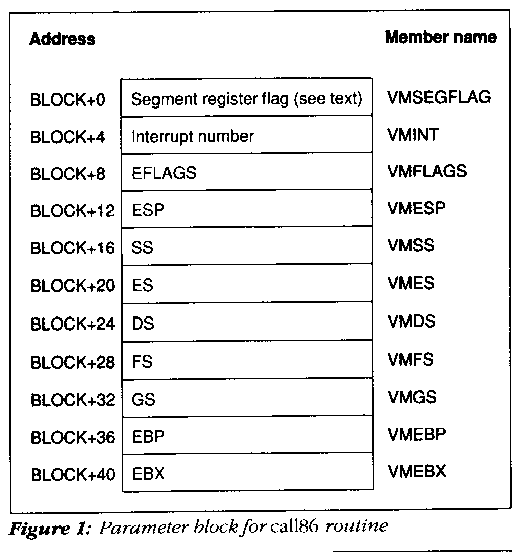 Address Member name
BLOCK+0 Segment register flag (see text) VMSEGFLAG
BLOCK+4 Interrupt number VMINT
BLOCK+8 EFLAGS VMFLAGS
BLOCK+12 ESP VMESP
BLOCK+16 SS VMSS
BLOCK+20 ES VMES
BLOCK+24 DS VMDS
BLOCK+28 FS VMFS
BLOCK+32 GS VMGS
BLOCK+36 EBP VMEBP
BLOCK+40 EBX VMEBX
Figure 1: Parameter block for call86 routine